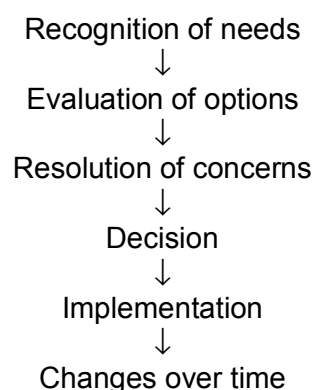 Recognition of needs
↓
Evaluation of options
↓
Resolution of concerns
↓
Decision
↓
Implementation
↓
Changes over time